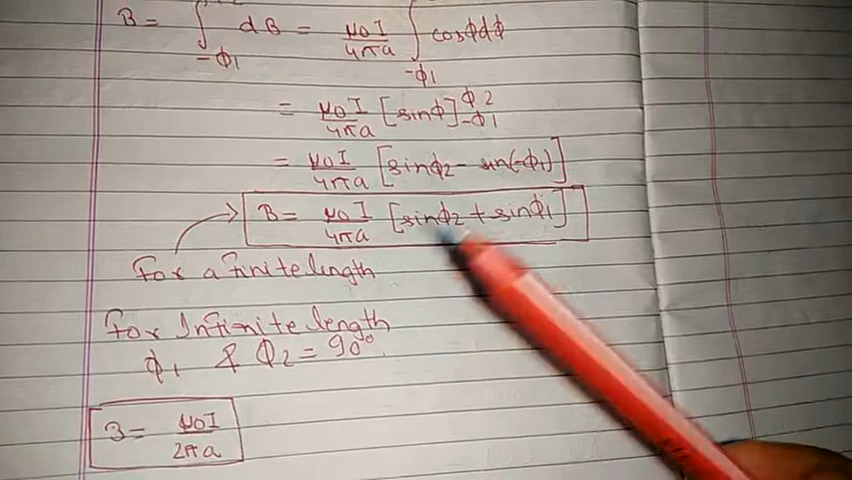 B = ∫_{-ϕ1} dB = μ0I/4πa ∫_{-ϕ1} cosϕdϕ
= μ0I/4πa [sinϕ]^{ϕ2}_{-ϕ1}
= μ0I/4πa [sinϕ2 - sin(-ϕ1)]
B = μ0I/4πa [sinϕ2 + sinϕ1]
For a finite length
For Infinite length
ϕ1 & ϕ2 = 90°
B = μ0I/2πa